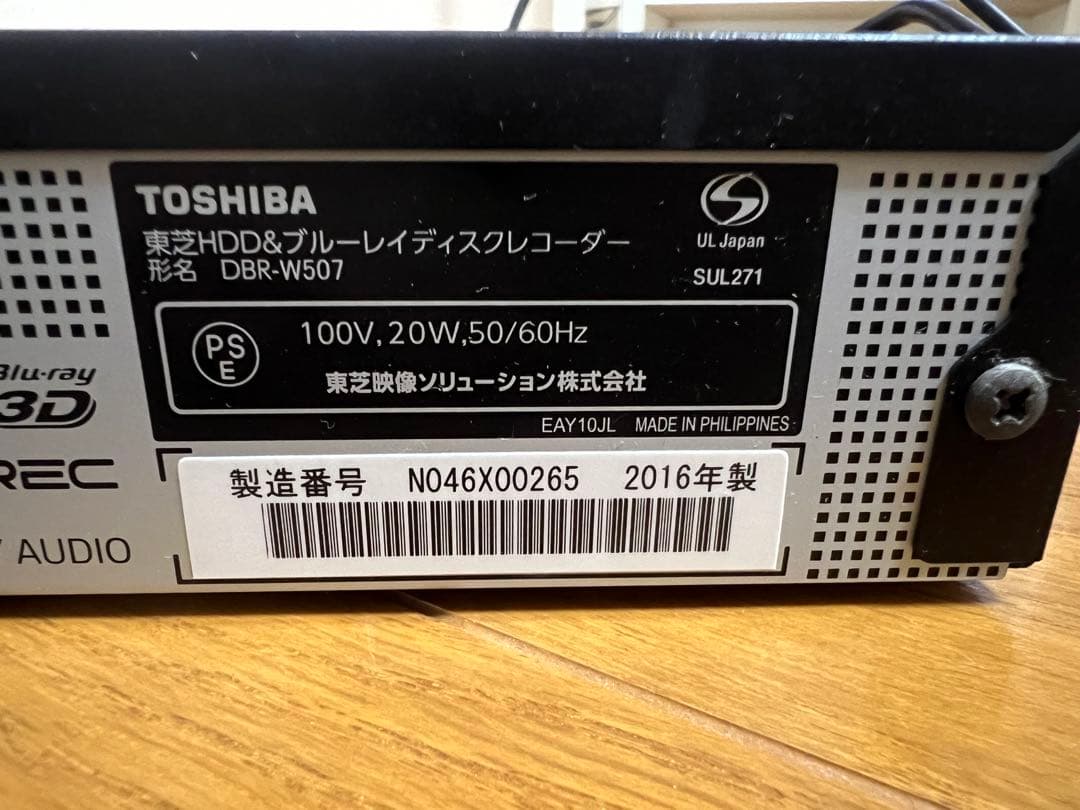 TOSHIBA
東芝HDD&ブルーレイディスクレコーダー
形名 DBR-W507
UL Japan
SUL271
PSE
100V,20W,50/60Hz
東芝映像ソリューション株式会社
EAY10JL MADE IN PHILIPPINES
Blu-ray
3D
REC
AUDIO
製造番号 N046X00265 2016年製